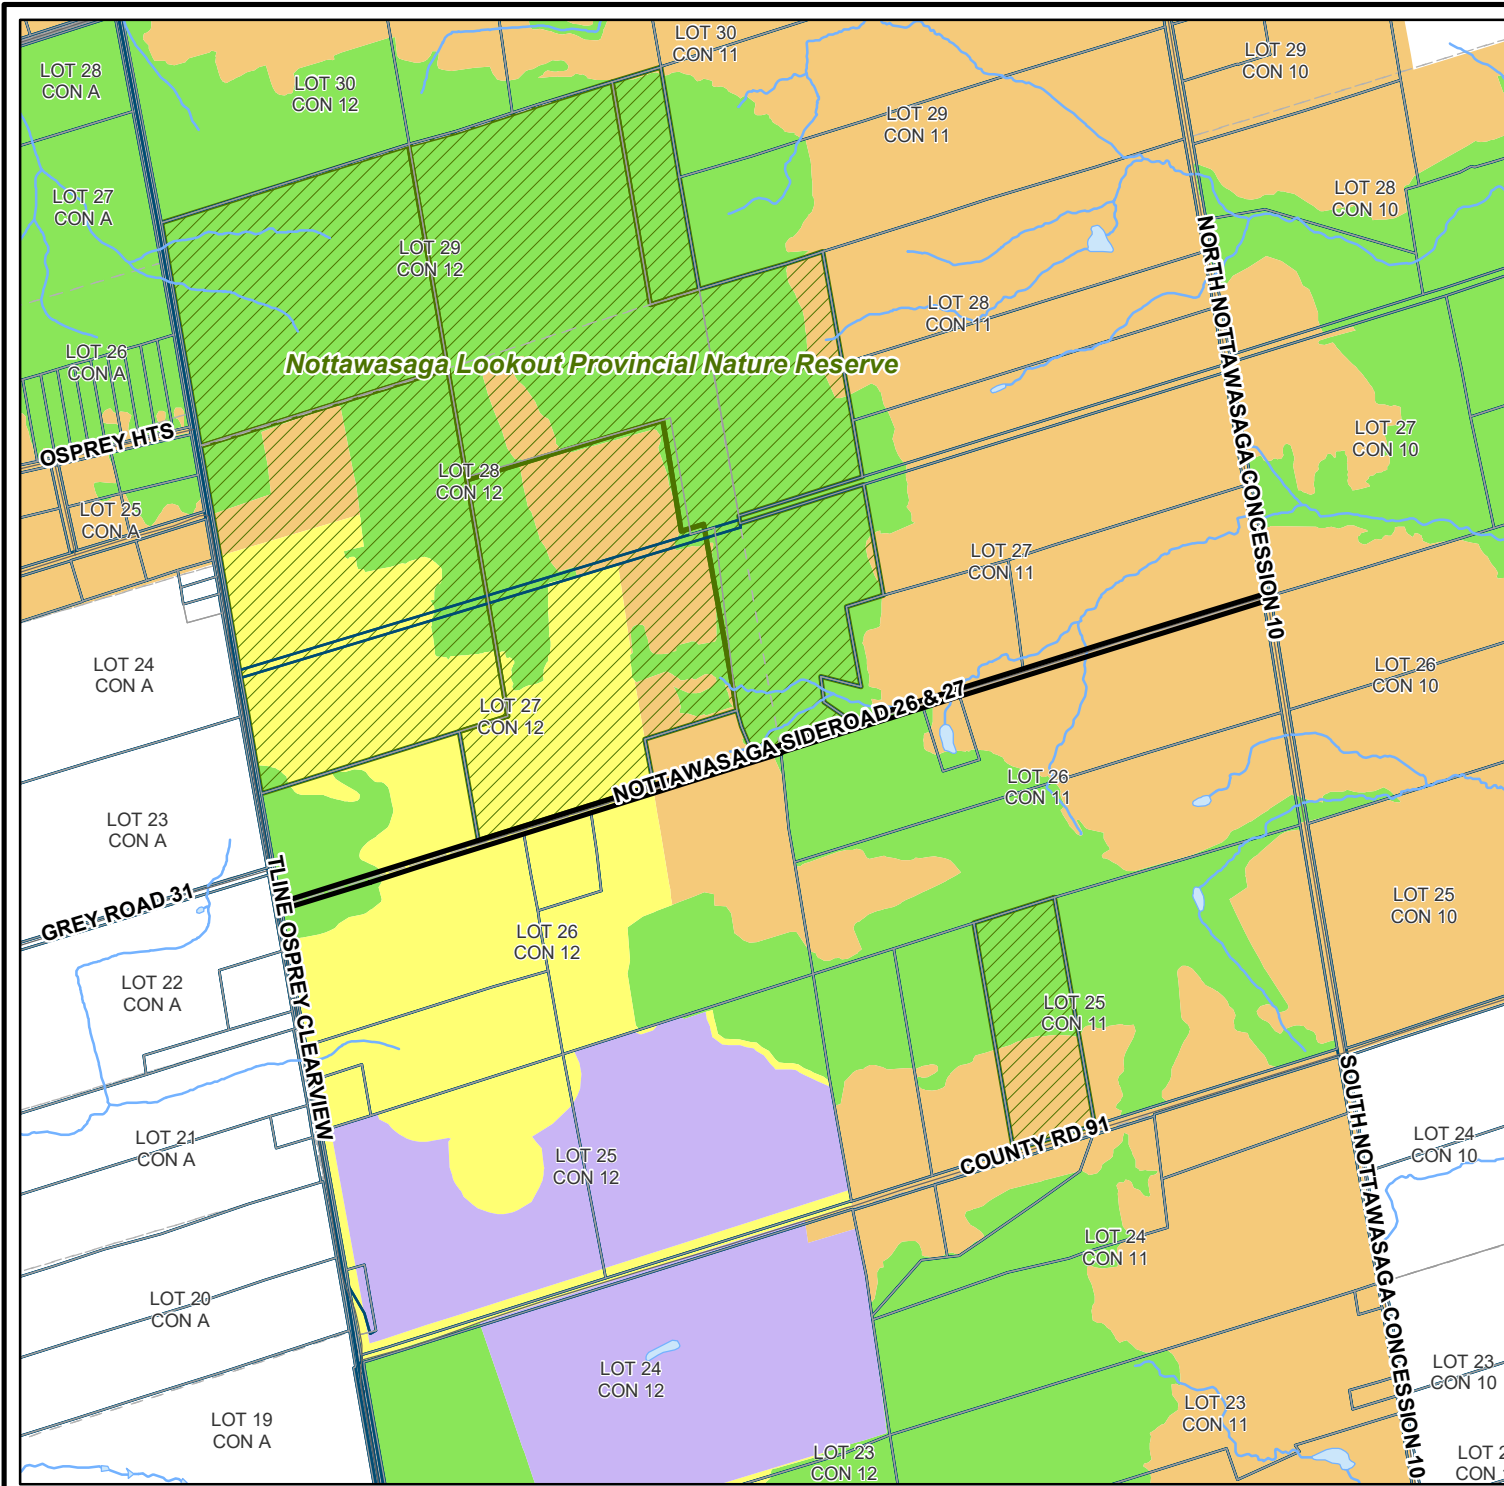 LOT 30
CON 11
LOT 29
CON 10
LOT 28
CON A
LOT 30
CON 12
LOT 29
CON 11
LOT 27
CON A
LOT 28
CON 10
LOT 29
CON 12
NORTH NOTTAWASAGA CONCESSION 10
LOT 28
CON 11
LOT 26
CON A
Nottawasaga Lookout Provincial Nature Reserve
OSPREY HTS
LOT 27
CON 10
LOT 28
CON 12
LOT 25
CON A
LOT 27
CON 11
LOT 24
CON A
LOT 26
CON 10
LOT 27
CON 12
NOTTAWASAGA SIDEROAD 26 & 27
LOT 26
CON 11
LOT 23
CON A
TLINE OSPREY CLEARVIEW
GREY ROAD 31
LOT 25
CON 10
LOT 26
CON 12
LOT 22
CON A
LOT 25
CON 11
SOUTH NOTTAWASAGA CONCESSION 10
LOT 21
CON A
COUNTY RD 91
LOT 24
CON 10
LOT 25
CON 12
LOT 24
CON 11
LOT 20
CON A
LOT 24
CON 12
LOT 23
CON 10
LOT 19
CON A
LOT 23
CON 11
LOT 23
CON 12
LOT 2
CON